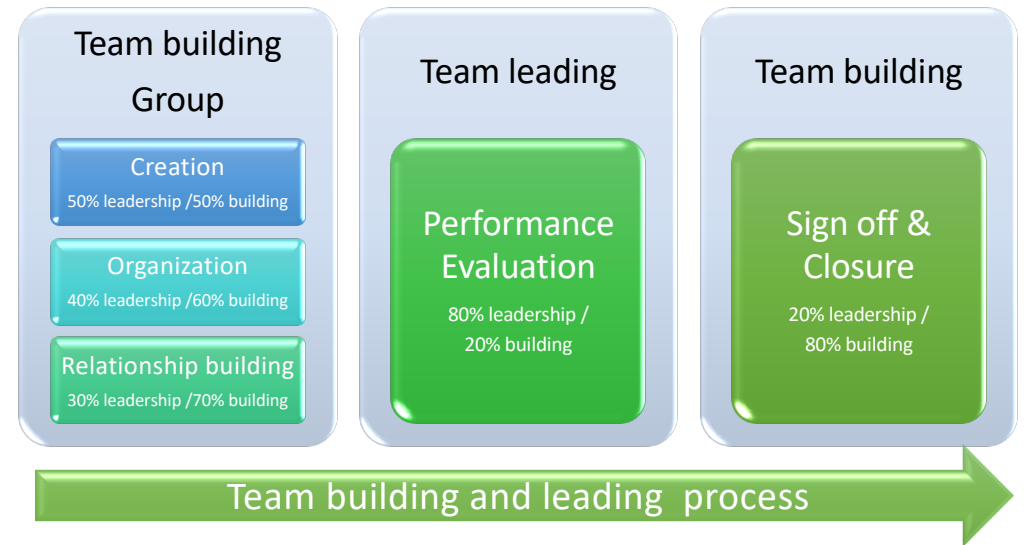 Team building
Group
Creation
50% leadership /50% building
Organization
40% leadership /60% building
Relationship building
30% leadership /70% building
Team leading
Performance
Evaluation
80% leadership /
20% building
Team building
Sign off &
Closure
20% leadership /
80% building
Team building and leading process